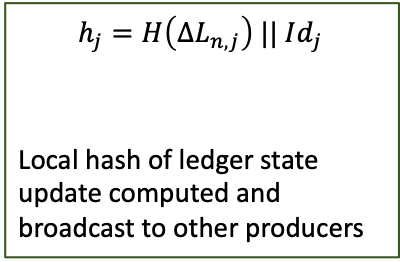 h_j = H(ΔL_{n,j}) || Id_j
Local hash of ledger state
update computed and
broadcast to other producers